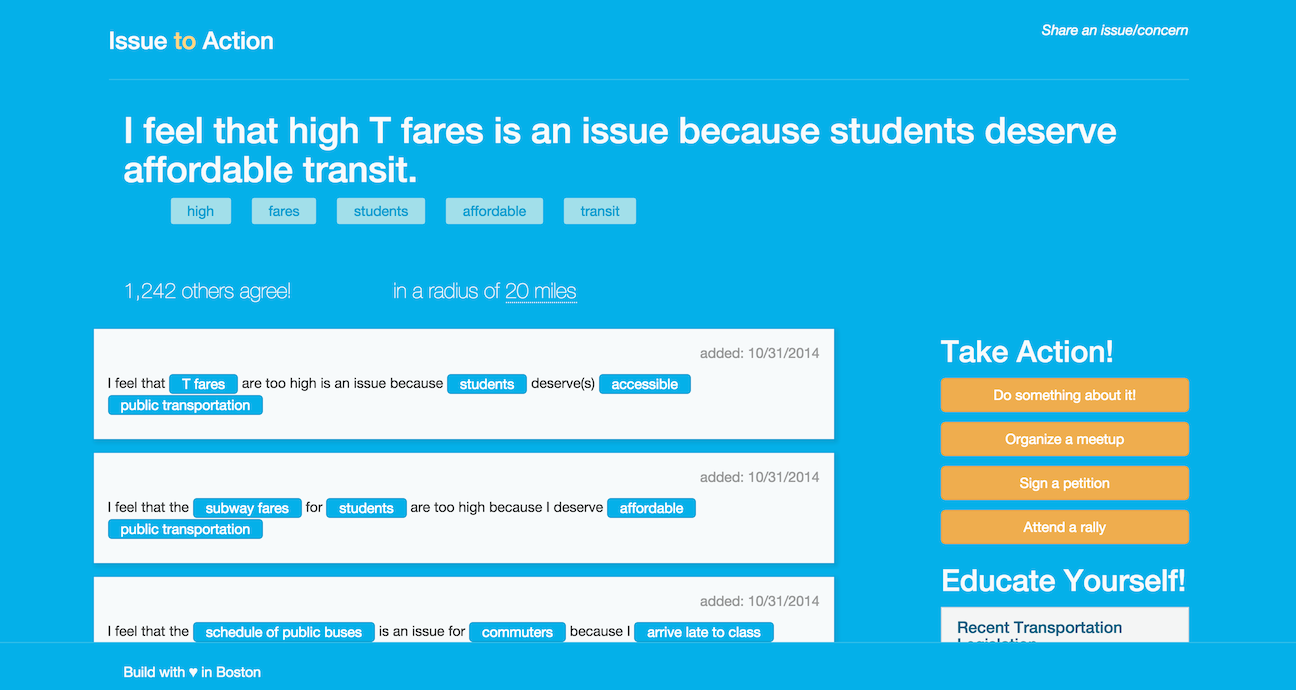 Issue to Action
Share an issue/concern
I feel that high T fares is an issue because students deserve
affordable transit.
high fares students affordable transit
1,242 others agree! in a radius of 20 miles
added: 10/31/2014
I feel that T fares are too high is an issue because students deserve(s) accessible
public transportation
added: 10/31/2014
I feel that the subway fares for students are too high because I deserve affordable
public transportation
added: 10/31/2014
I feel that the schedule of public buses is an issue for commuters because I arrive late to class
Take Action!
Do something about it!
Organize a meetup
Sign a petition
Attend a rally
Educate Yourself!
Recent Transportation
Legislation
Build with ♥ in Boston